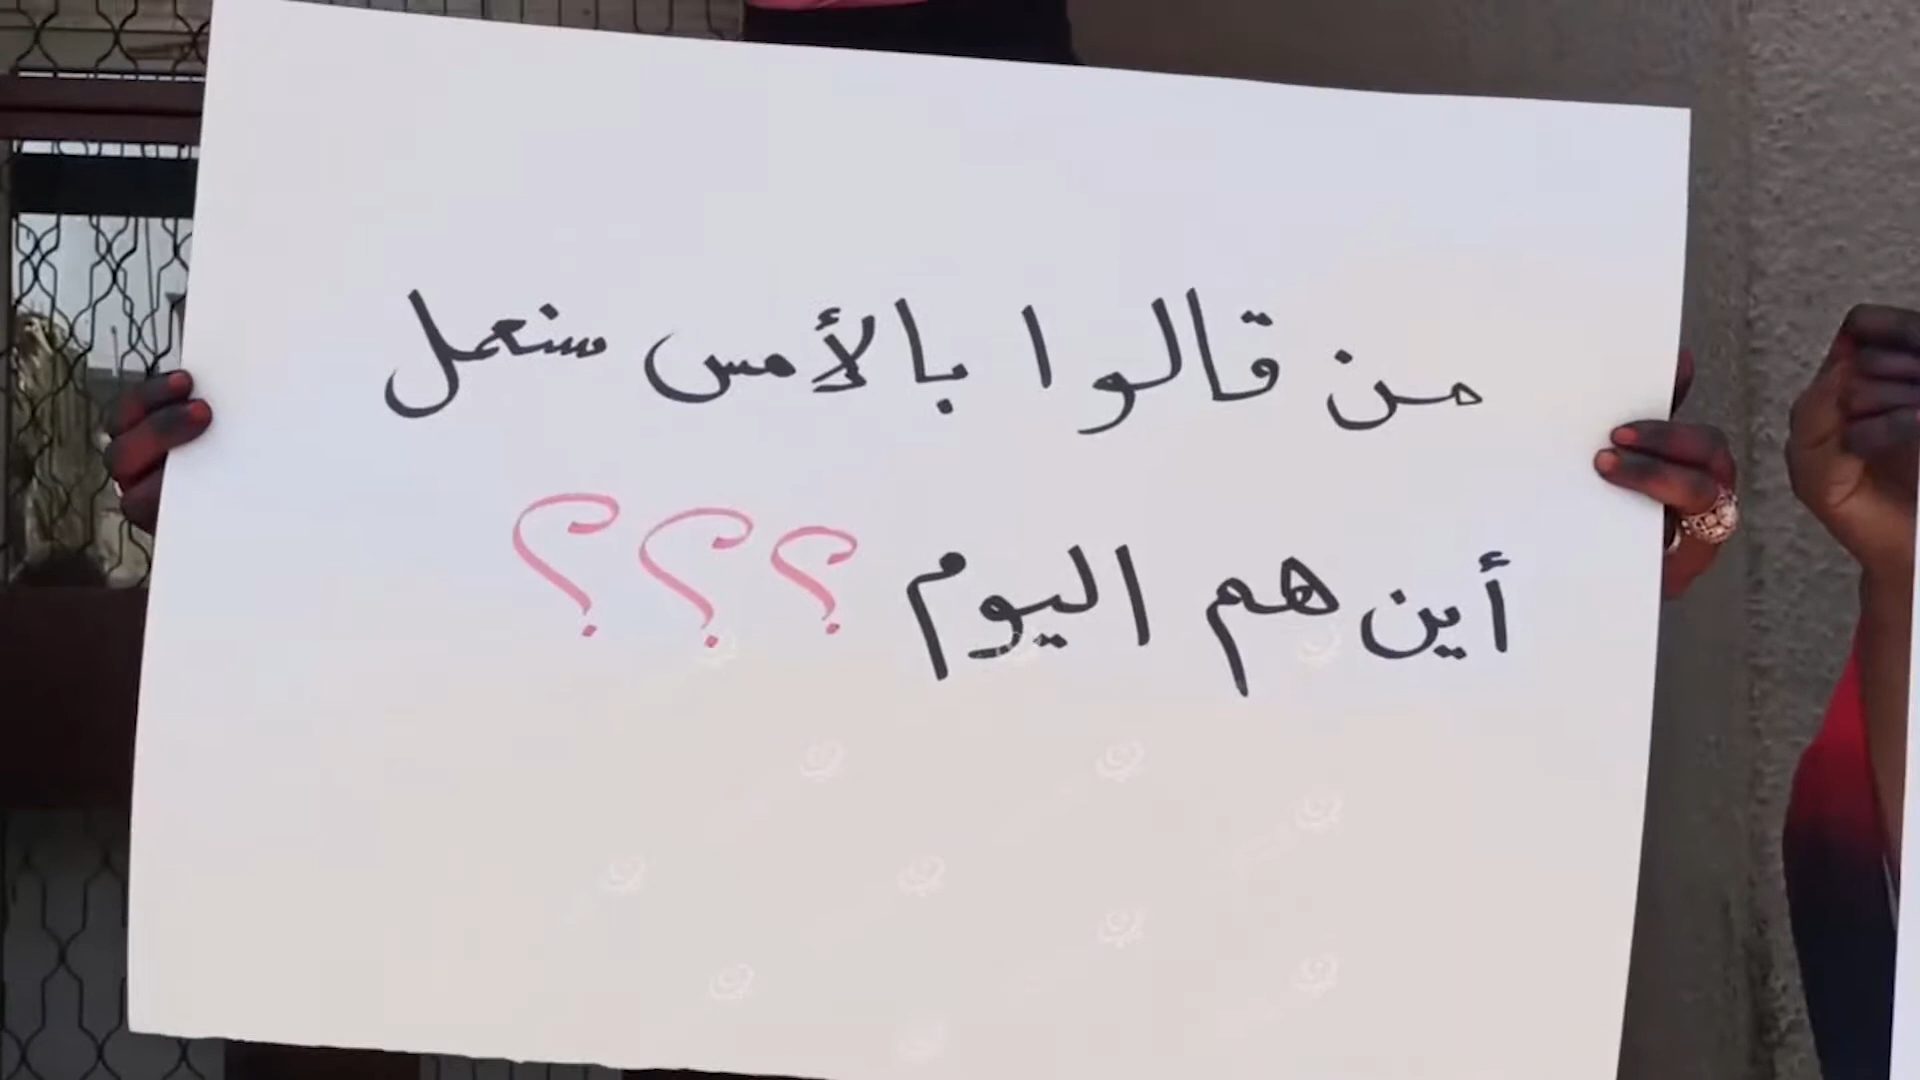 من قالوا بالأمس سنعمل
أين هم اليوم ؟؟؟